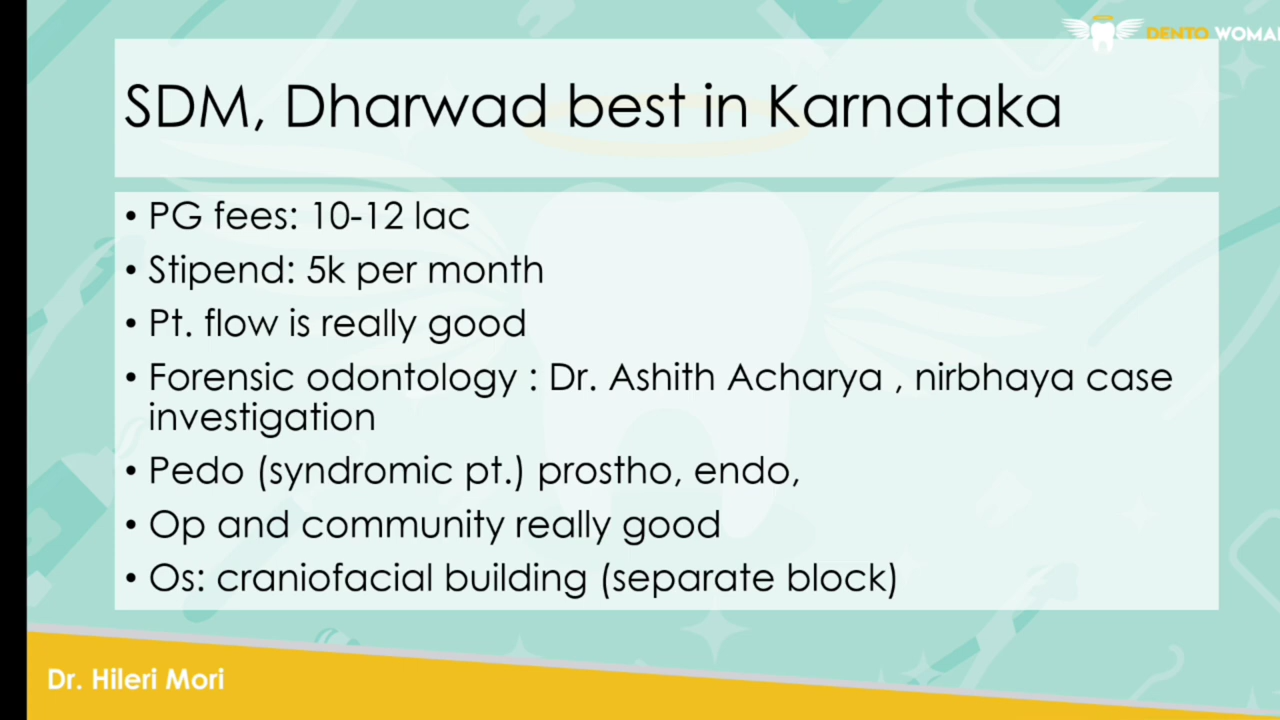 DENTO WOMA
SDM, Dharwad best in Karnataka
• PG fees: 10-12 lac
• Stipend: 5k per month
• Pt. flow is really good
• Forensic odontology : Dr. Ashith Acharya , nirbhaya case
investigation
• Pedo (syndromic pt.) prostho, endo,
• Op and community really good
• Os: craniofacial building (separate block)
Dr. Hileri Mori